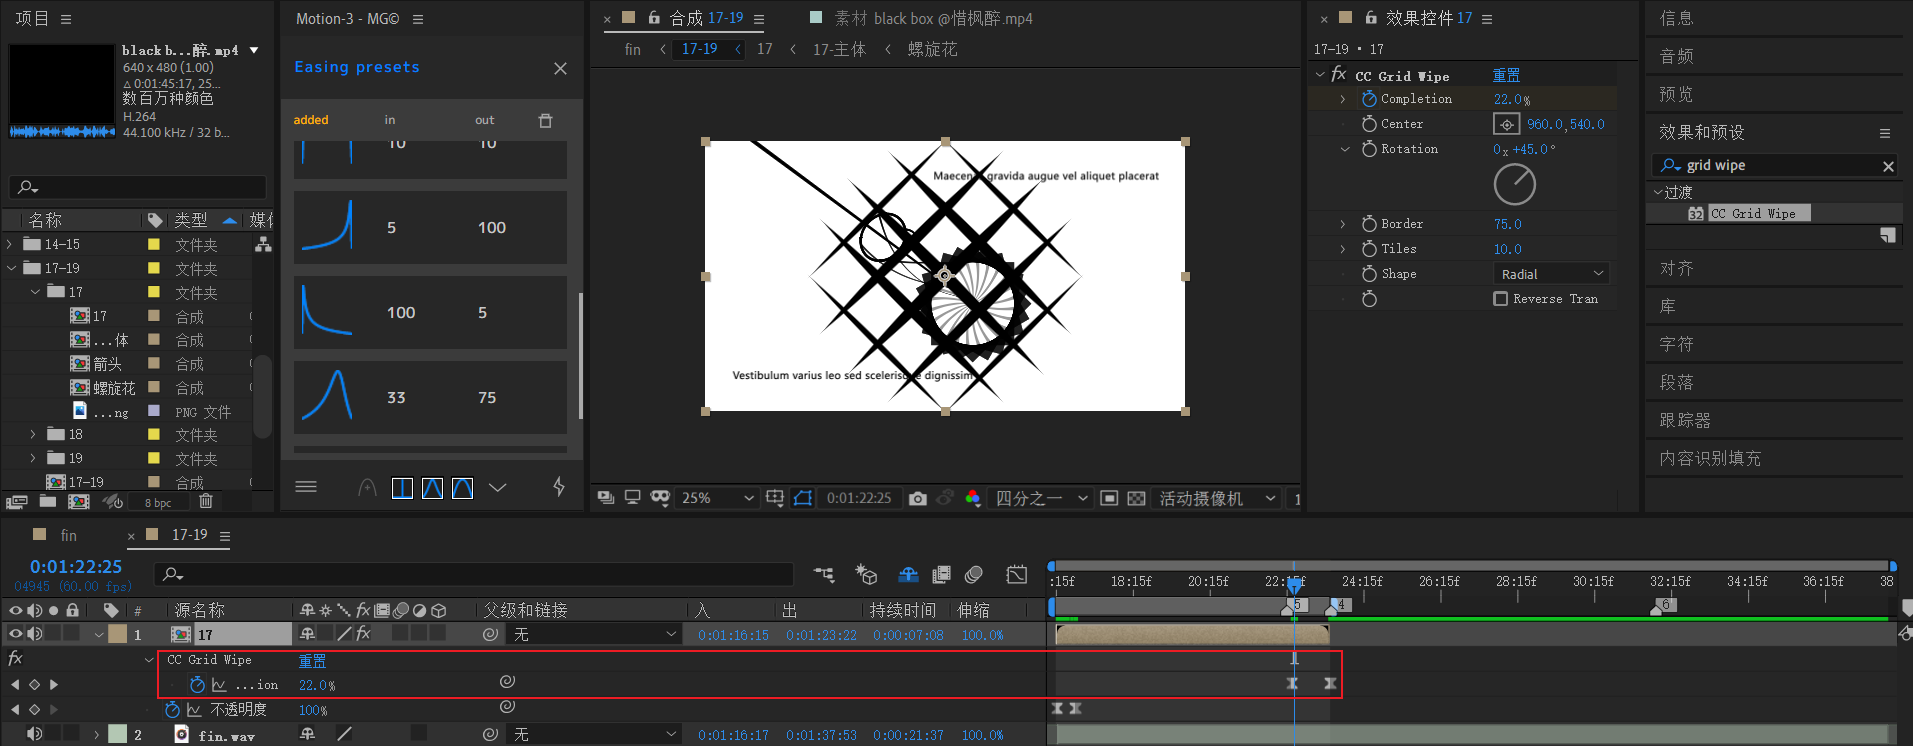 项目
black b...醉.mp4
640 x 480 (1.00)
△ 0:01:45:17, 25...
数百万种颜色
H.264
44.100 kHz / 32 b...
名称 类型 媒体
14-15 文件夹
17-19 文件夹
17 文件夹
17 合成
...体 合成
箭头 合成
螺旋花 合成
...ng PNG 文件
18 文件夹
19 文件夹
17-19 合成
8 bpc
Motion-3 - MG©
Easing presets
added in out
10 10
5 100
100 5
33 75
合成 17-19
素材 black box @惜枫醉.mp4
fin 17-19 17 17-主体 螺旋花
Maecenas gravida augue vel aliquet placerat
Vestibulum varius leo sed scelerisque dignissim
25% 0:01:22:25 四分之一 活动摄像机 1
效果控件 17
17-19 • 17
fx CC Grid Wipe 重置
Completion 22.0%
Center 960.0,540.0
Rotation 0x+45.0°
Border 75.0
Tiles 10.0
Shape Radial
Reverse Tran
信息
音频
预览
效果和预设
grid wipe
过渡
32 CC Grid Wipe
对齐
库
字符
段落
跟踪器
内容识别填充
fin 17-19
0:01:22:25
04945 (60.00 fps)
:15f 18:15f 20:15f 22:15f 24:15f 26:15f 28:15f 30:15f 32:15f 34:15f 36:15f 38
5 4 6
# 源名称 fx 父级和链接 入 出 持续时间 伸缩
1 17 fx 无 0:01:16:15 0:01:23:22 0:00:07:08 100.0%
fx CC Grid Wipe 重置
...ion 22.0%
不透明度 100%
2 fin.wav 无 0:01:16:17 0:01:37:53 0:00:21:37 100.0%